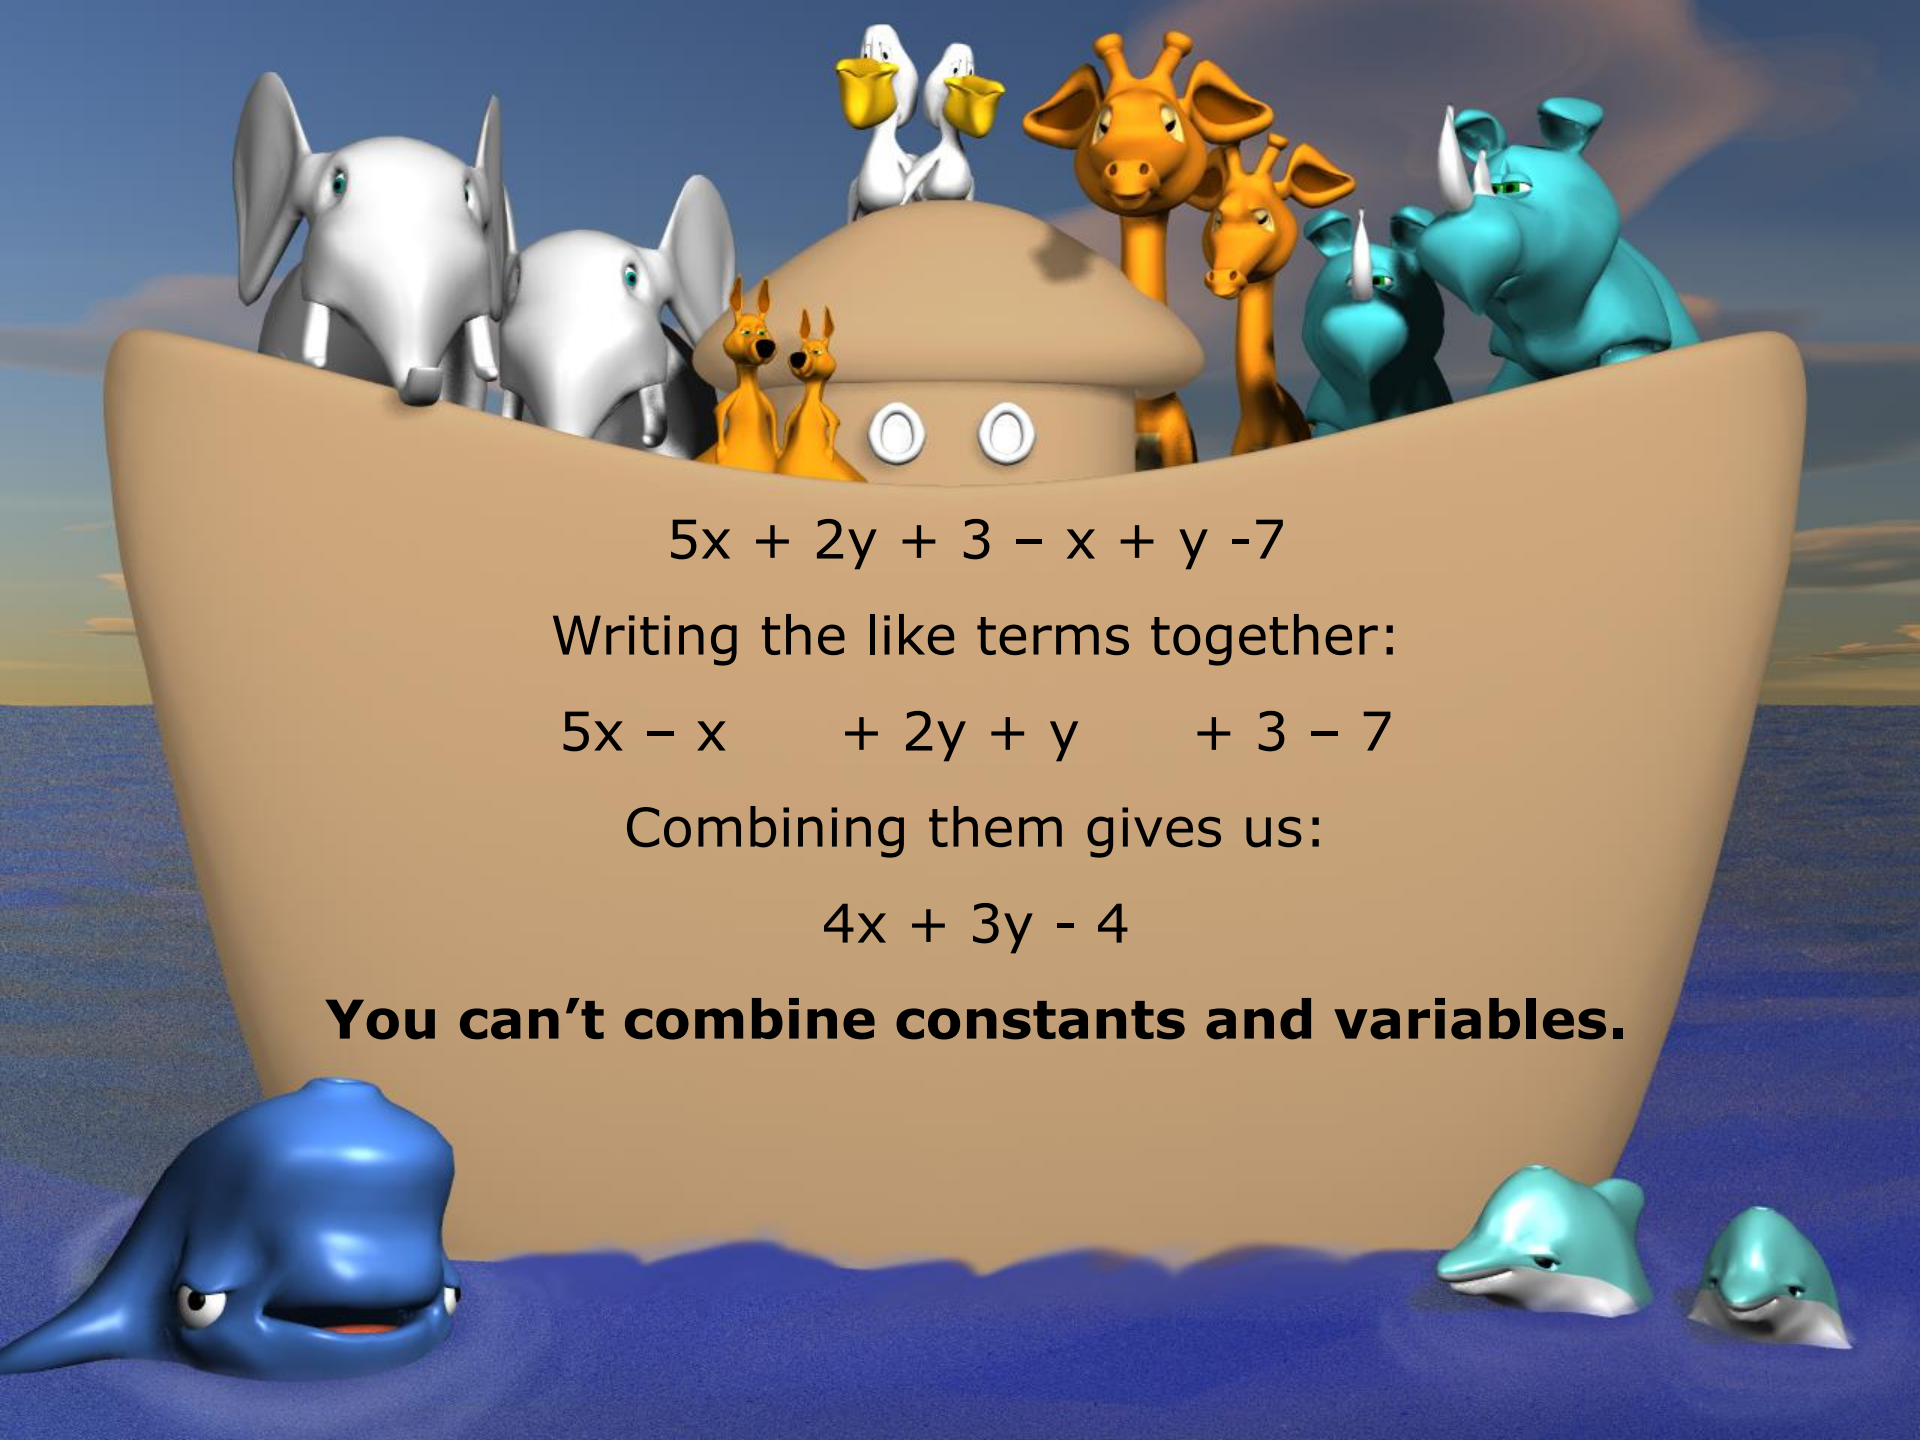 5x + 2y + 3 – x + y -7
Writing the like terms together:
5x – x + 2y + y + 3 – 7
Combining them gives us:
4x + 3y - 4
You can’t combine constants and variables.